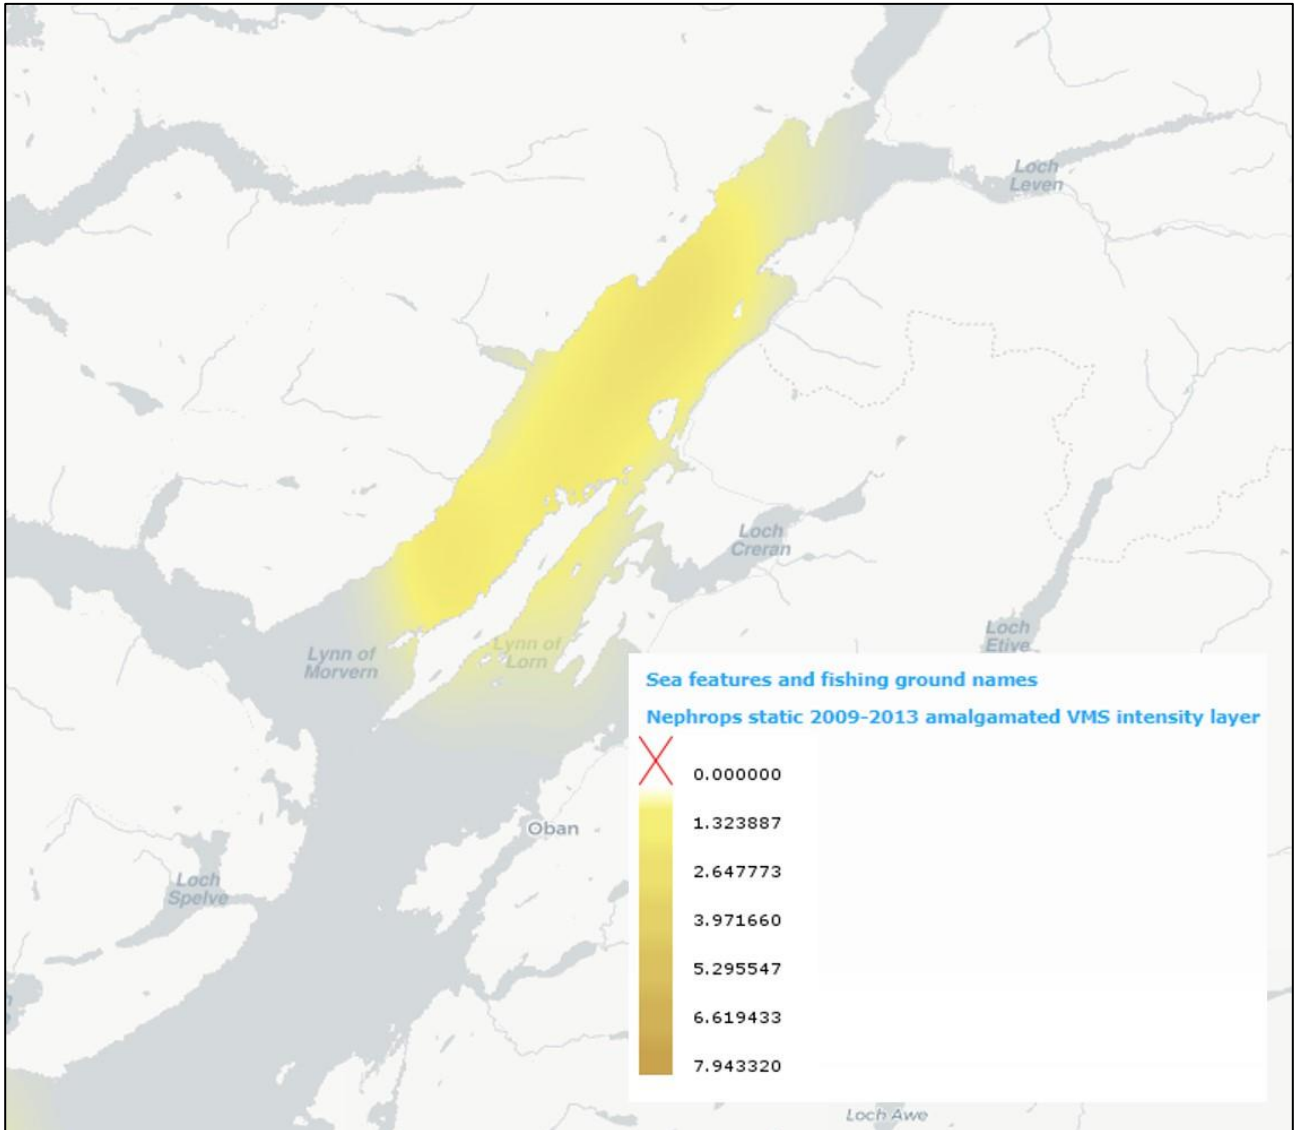 Loch
Leven
Loch
Creran
Loch
Etive
Lynn of
Morvern
Lynn of
Lorn
Sea features and fishing ground names
Nephrops static 2009-2013 amalgamated VMS intensity layer
0.000000
1.323887
2.647773
3.971660
5.295547
6.619433
7.943320
Oban
Loch
Spelve
Loch Awe